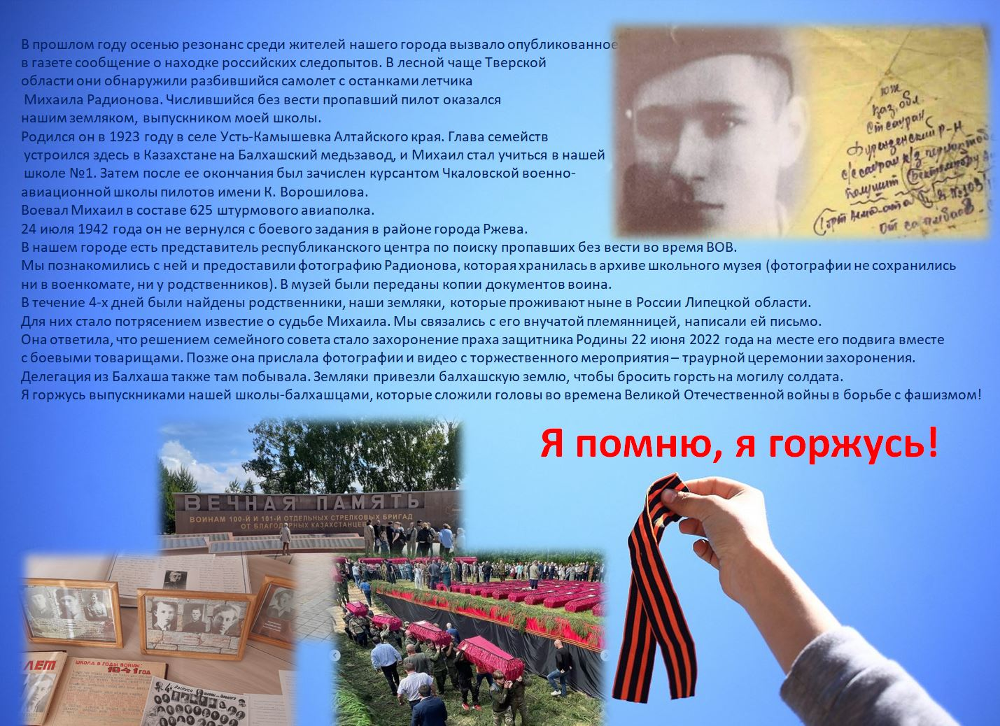 В прошлом году осенью резонанс среди жителей нашего города вызвало опубликованное
в газете сообщение о находке российских следопытов. В лесной чаще Тверской
области они обнаружили разбившийся самолет с останками летчика
Михаила Радионова. Числившийся без вести пропавший пилот оказался
нашим земляком, выпускником моей школы.
Родился он в 1923 году в селе Усть-Камышевка Алтайского края. Глава семейств
устроился здесь в Казахстане на Балхашский медьзавод, и Михаил стал учиться в нашей
школе №1. Затем после ее окончания был зачислен курсантом Чкаловской военно-
авиационной школы пилотов имени К. Ворошилова.
Воевал Михаил в составе 625 штурмового авиаполка.
24 июля 1942 года он не вернулся с боевого задания в районе города Ржева.
В нашем городе есть представитель республиканского центра по поиску пропавших без вести во время ВОВ.
Мы познакомились с ней и предоставили фотографию Радионова, которая хранилась в архиве школьного музея (фотографии не сохранились
ни в военкомате, ни у родственников). В музей были переданы копии документов воина.
В течение 4-х дней были найдены родственники, наши земляки, которые проживают ныне в России Липецкой области.
Для них стало потрясением известие о судьбе Михаила. Мы связались с его внучатой племянницей, написали ей письмо.
Она ответила, что решением семейного совета стало захоронение праха защитника Родины 22 июня 2022 года на месте его подвига вместе
с боевыми товарищами. Позже она прислала фотографии и видео с торжественного мероприятия – траурной церемонии захоронения.
Делегация из Балхаша также там побывала. Земляки привезли балхашскую землю, чтобы бросить горсть на могилу солдата.
Я горжусь выпускниками нашей школы-балхашцами, которые сложили головы во времена Великой Отечественной войны в борьбе с фашизмом!
Юж
Каз. обл.
Ст сауран
р-н
с/с сауран к/з
Получит
Я помню, я горжусь!
ВЕЧНАЯ ПАМЯТЬ
ВОИНАМ 100-Й И 101-Й ОТДЕЛЬНЫХ СТРЕЛКОВЫХ БРИГАД
ОТ БЛАГОДАРНЫХ КАЗАХСТАНЦЕВ
ЛЕТ
ШКОЛА В ГОДЫ ВОЙНЫ:
1941 ГОД
4й ВЫПУСК